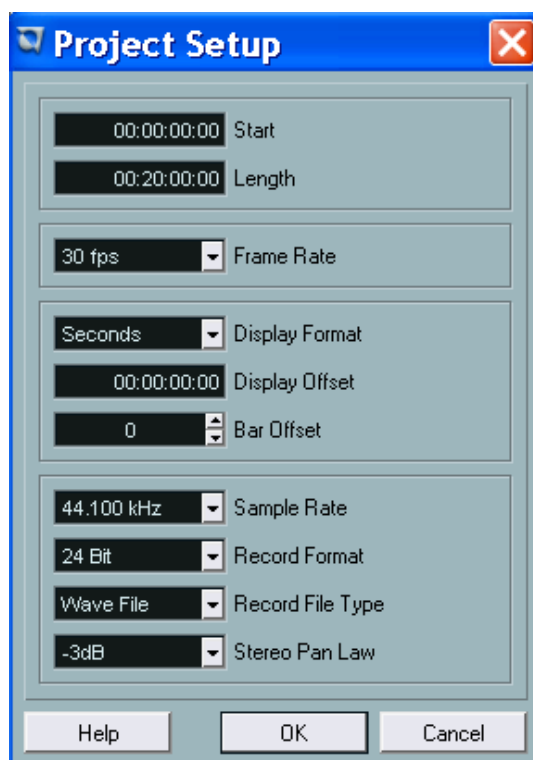 Project Setup
00:00:00:00 Start
00:20:00:00 Length
30 fps Frame Rate
Seconds Display Format
00:00:00:00 Display Offset
0 Bar Offset
44.100 kHz Sample Rate
24 Bit Record Format
Wave File Record File Type
-3dB Stereo Pan Law
Help OK Cancel